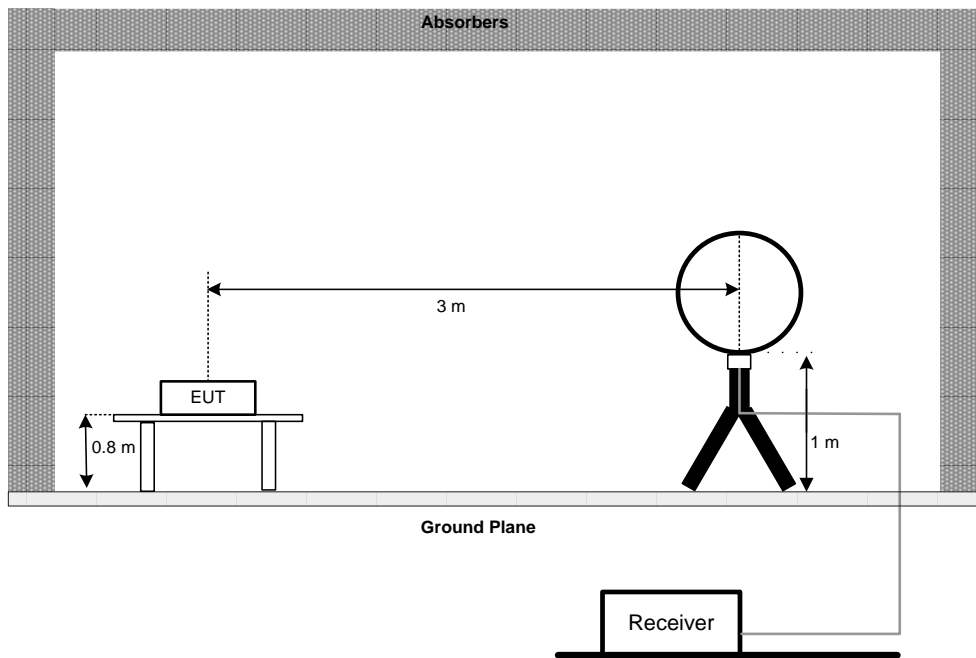 Absorbers
3 m
EUT
0.8 m
1 m
Ground Plane
Receiver